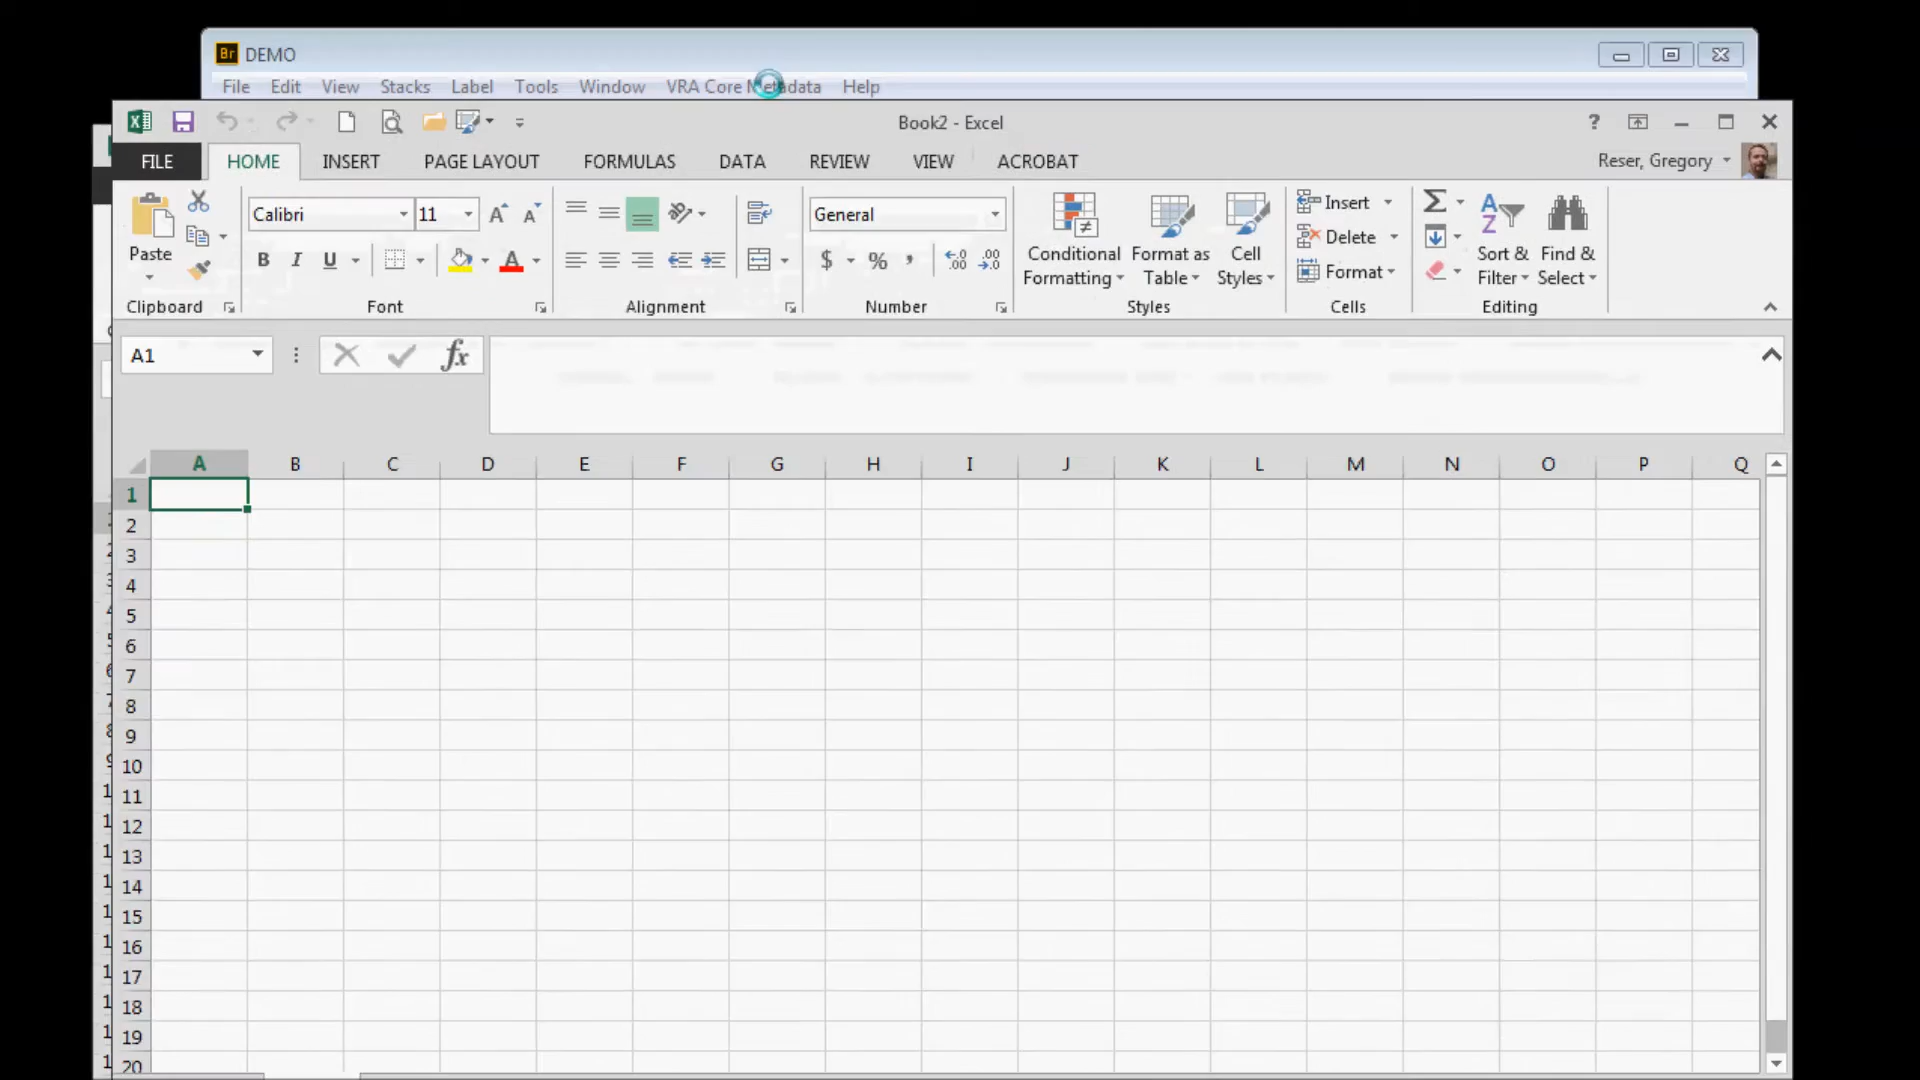 Br DEMO
File Edit View Stacks Label Tools Window VRA Core Metadata Help
Book2 - Excel ?
FILE HOME INSERT PAGE LAYOUT FORMULAS DATA REVIEW VIEW ACROBAT Reser, Gregory
Paste
Clipboard
Calibri 11 A A
B I U A
Font
Alignment
General
$ % , .00 .00
Number
Conditional Formatting
Format as Table
Cell Styles
Styles
Insert
Delete
Format
Cells
Σ
A Z
Sort & Filter
Find & Select
Editing
A1 fx
A B C D E F G H I J K L M N O P Q
1
2
3
4
5
6
7
8
9
10
11
12
13
14
15
16
17
18
19
20